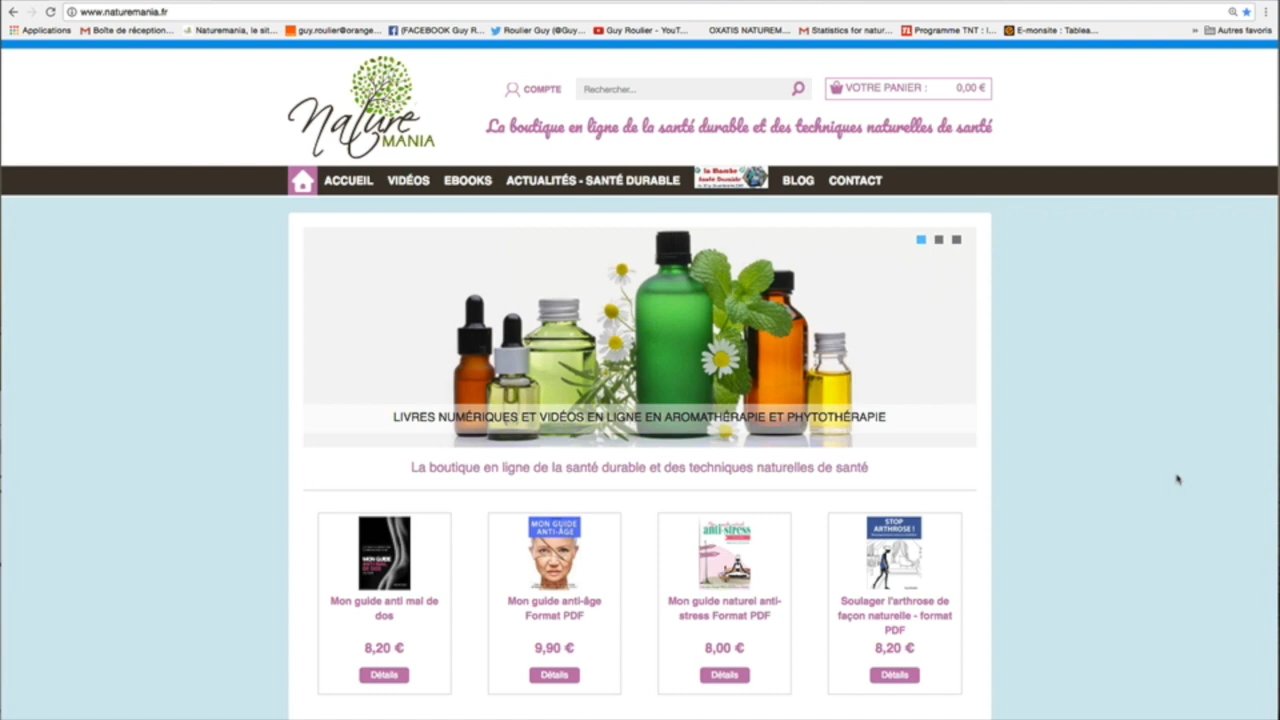 www.naturemania.fr
Applications
Boîte de réception...
Naturemania, le sit...
guy.roulier@orange...
(FACEBOOK Guy R...
Roulier Guy (@Guy...
Guy Roulier - YouT...
OXATIS NATUREM...
Statistics for natur...
Programme TNT : l...
E-monsite : Tablea...
»
Autres favoris
Nature
MANIA
COMPTE
Rechercher...
VOTRE PANIER : 0,00 €
La boutique en ligne de la santé durable et des techniques naturelles de santé
ACCUEIL
VIDÉOS
EBOOKS
ACTUALITÉS - SANTÉ DURABLE
BLOG
CONTACT
LIVRES NUMÉRIQUES ET VIDÉOS EN LIGNE EN AROMATHÉRAPIE ET PHYTOTHÉRAPIE
La boutique en ligne de la santé durable et des techniques naturelles de santé
MON GUIDE
MON GUIDE
ANTI-ÂGE
anti-stress
STOP
ARTHROSE !
Mon guide anti mal de
dos
8,20 €
Détails
Mon guide anti-âge
Format PDF
9,90 €
Détails
Mon guide naturel anti-
stress Format PDF
8,00 €
Détails
Soulager l'arthrose de
façon naturelle - format
PDF
8,20 €
Détails